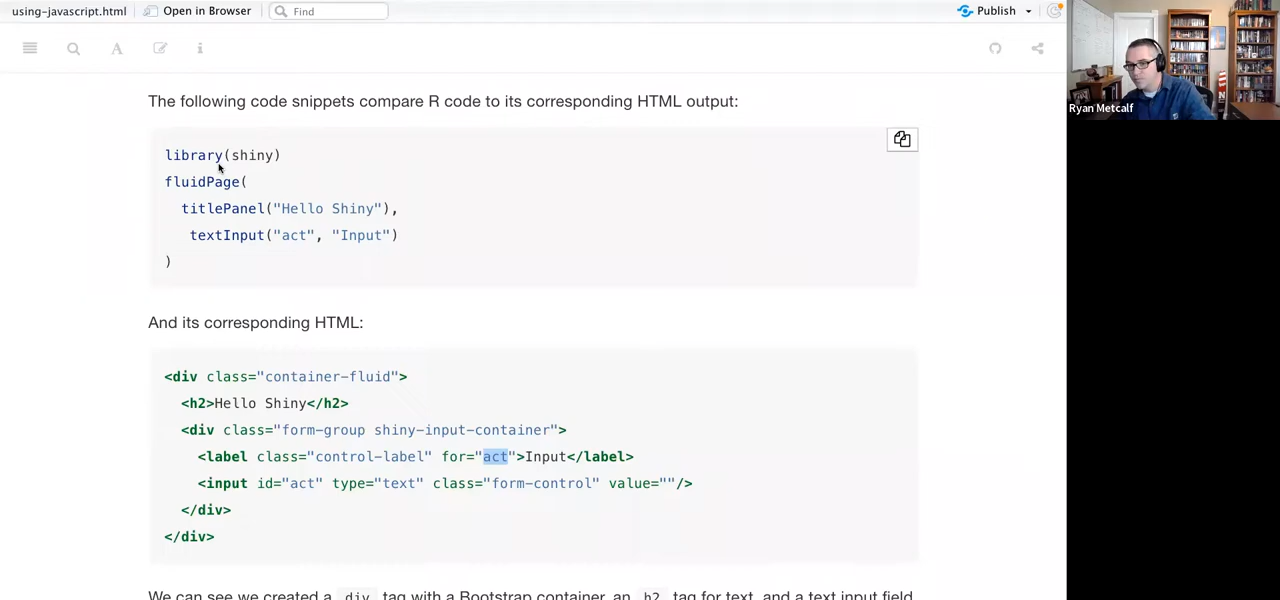 using-javascript.html Open in Browser Find Publish
The following code snippets compare R code to its corresponding HTML output:
library(shiny)
fluidPage(
titlePanel("Hello Shiny"),
textInput("act", "Input")
)
And its corresponding HTML:
<div class="container-fluid">
<h2>Hello Shiny</h2>
<div class="form-group shiny-input-container">
<label class="control-label" for="act">Input</label>
<input id="act" type="text" class="form-control" value=""/>
</div>
</div>
We can see we created a div tag with a Bootstrap container, an h2 tag for text, and a text input field
Ryan Metcalf